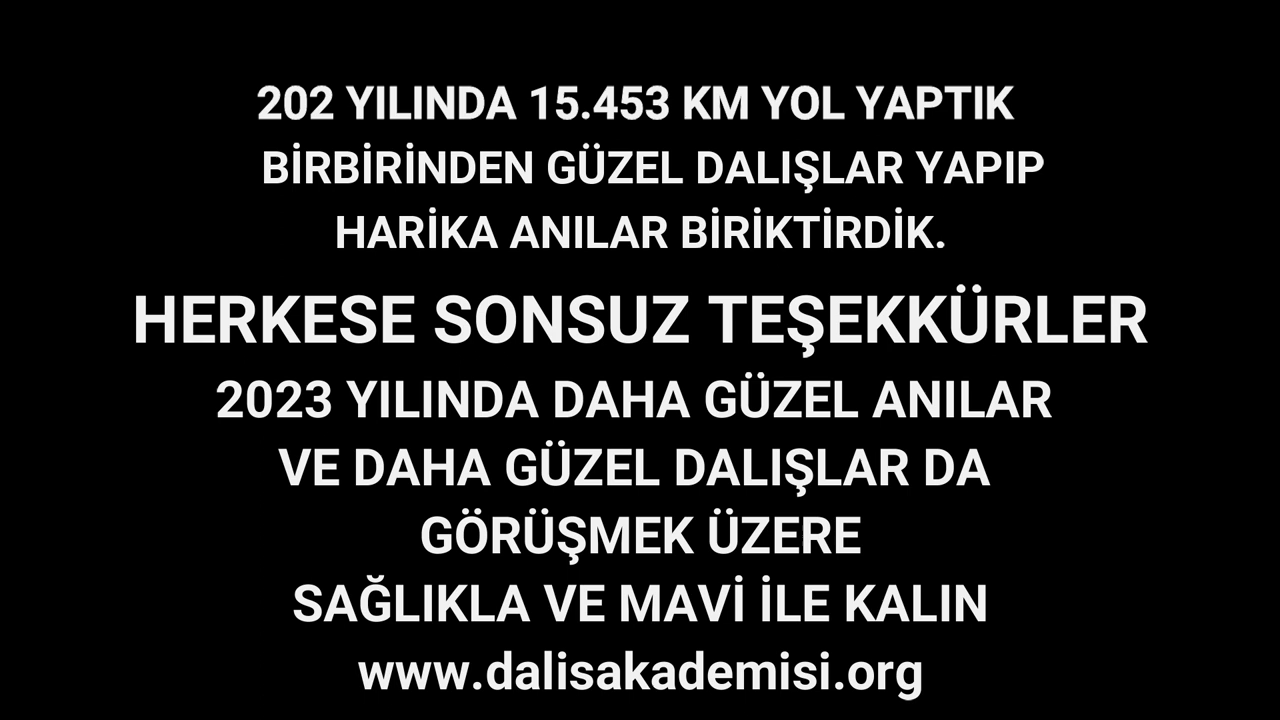 202 YILINDA 15.453 KM YOL YAPTIK
BİRBİRİNDEN GÜZEL DALIŞLAR YAPIP
HARİKA ANILAR BİRİKTİRDİK.
HERKESE SONSUZ TEŞEKKÜRLER
2023 YILINDA DAHA GÜZEL ANILAR
VE DAHA GÜZEL DALIŞLAR DA
GÖRÜŞMEK ÜZERE
SAĞLIKLA VE MAVİ İLE KALIN
www.dalisakademisi.org